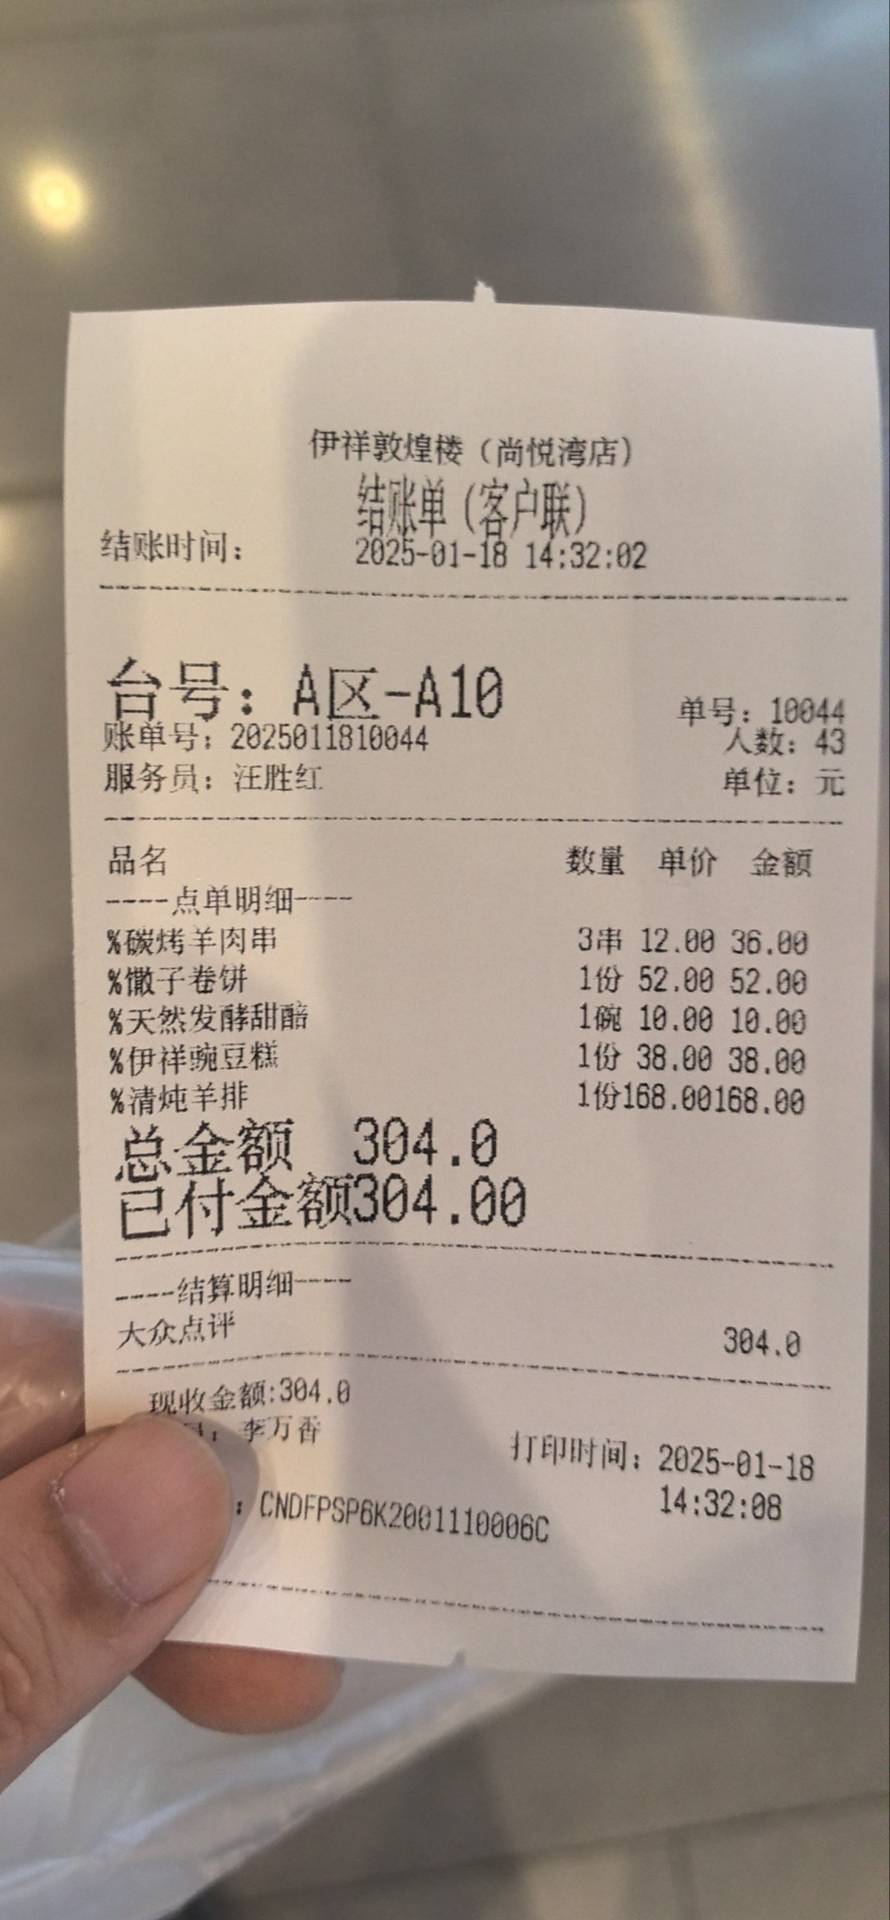 伊祥敦煌楼（尚悦湾店）
结账单（客户联）
结账时间： 2025-01-18 14:32:02
台号：A区-A10 单号：10044
账单号：2025011810044 人数：43
服务员：汪胜红 单位：元
品名 数量 单价 金额
----点单明细----
%碳烤羊肉串 3串 12.00 36.00
%馓子卷饼 1份 52.00 52.00
%天然发酵甜醅 1碗 10.00 10.00
%伊祥豌豆糕 1份 38.00 38.00
%清炖羊排 1份168.00168.00
总金额 304.0
已付金额304.00
----结算明细----
大众点评 304.0
现收金额:304.0
：李万香 打印时间：2025-01-18
14:32:08
：CNDFPSP6K2001110006C